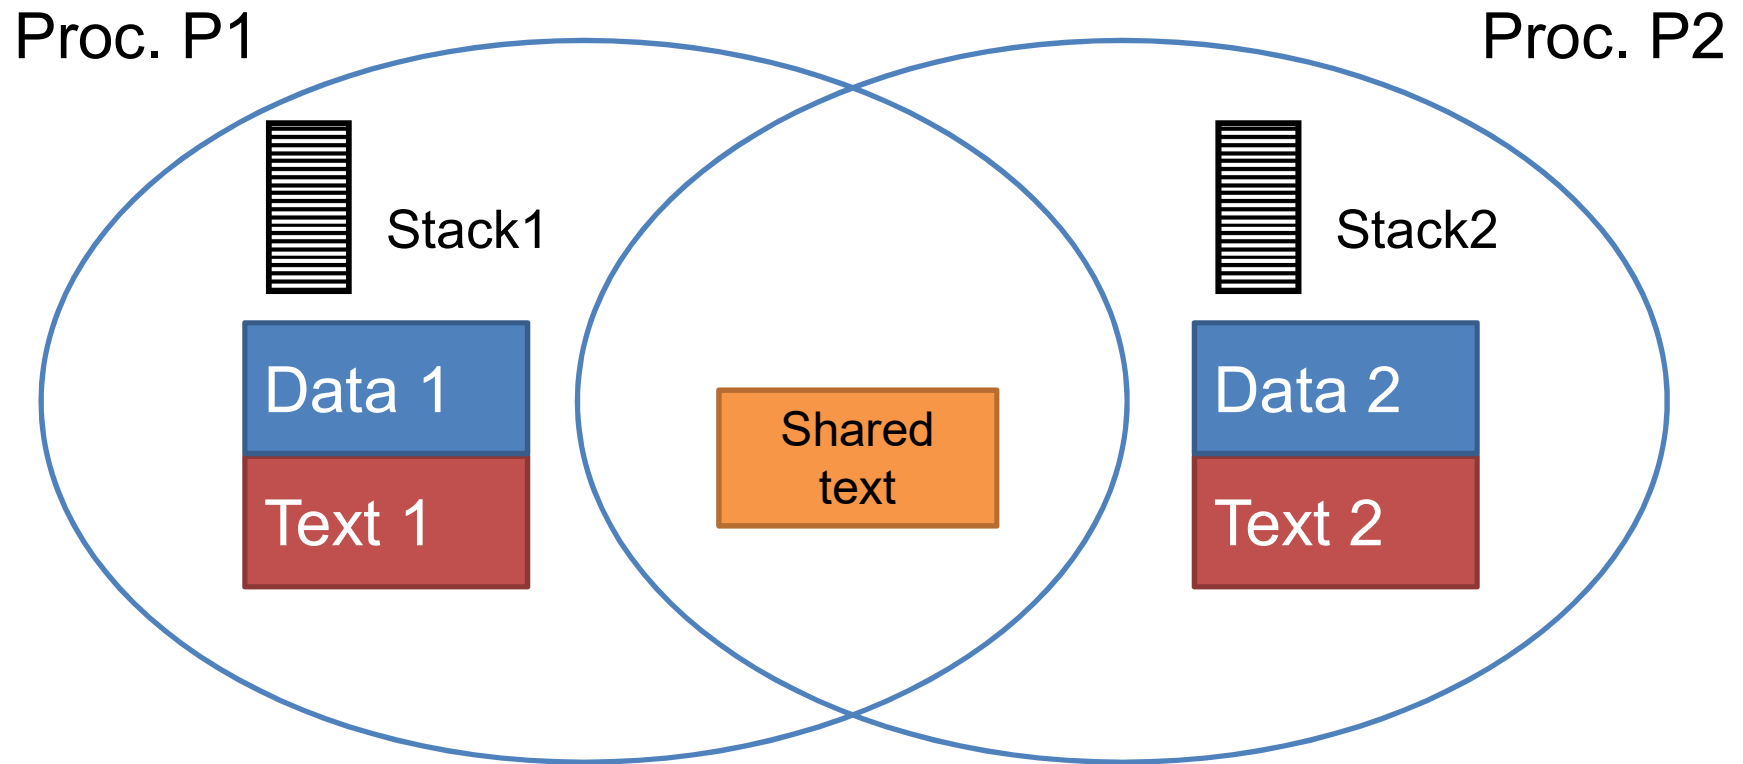 Proc. P1
Proc. P2
Stack1
Stack2
Data 1
Data 2
Shared
text
Text 1
Text 2